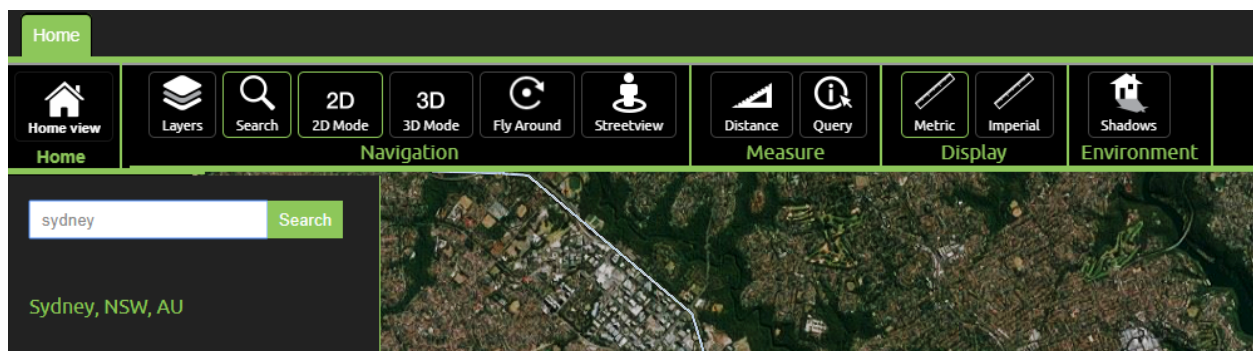 Home
2D 3D
Home view Layers Search 2D Mode 3D Mode Fly Around Streetview Distance Query Metric Imperial Shadows
Home Navigation Measure Display Environment
sydney Search
Sydney, NSW, AU